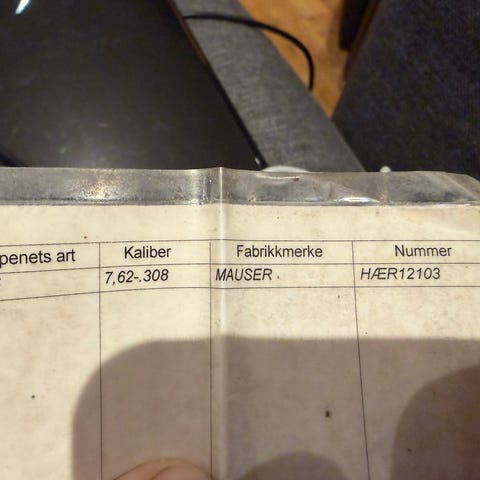 penets art Kaliber Fabrikkmerke Nummer
7,62-.308 MAUSER HÆR12103